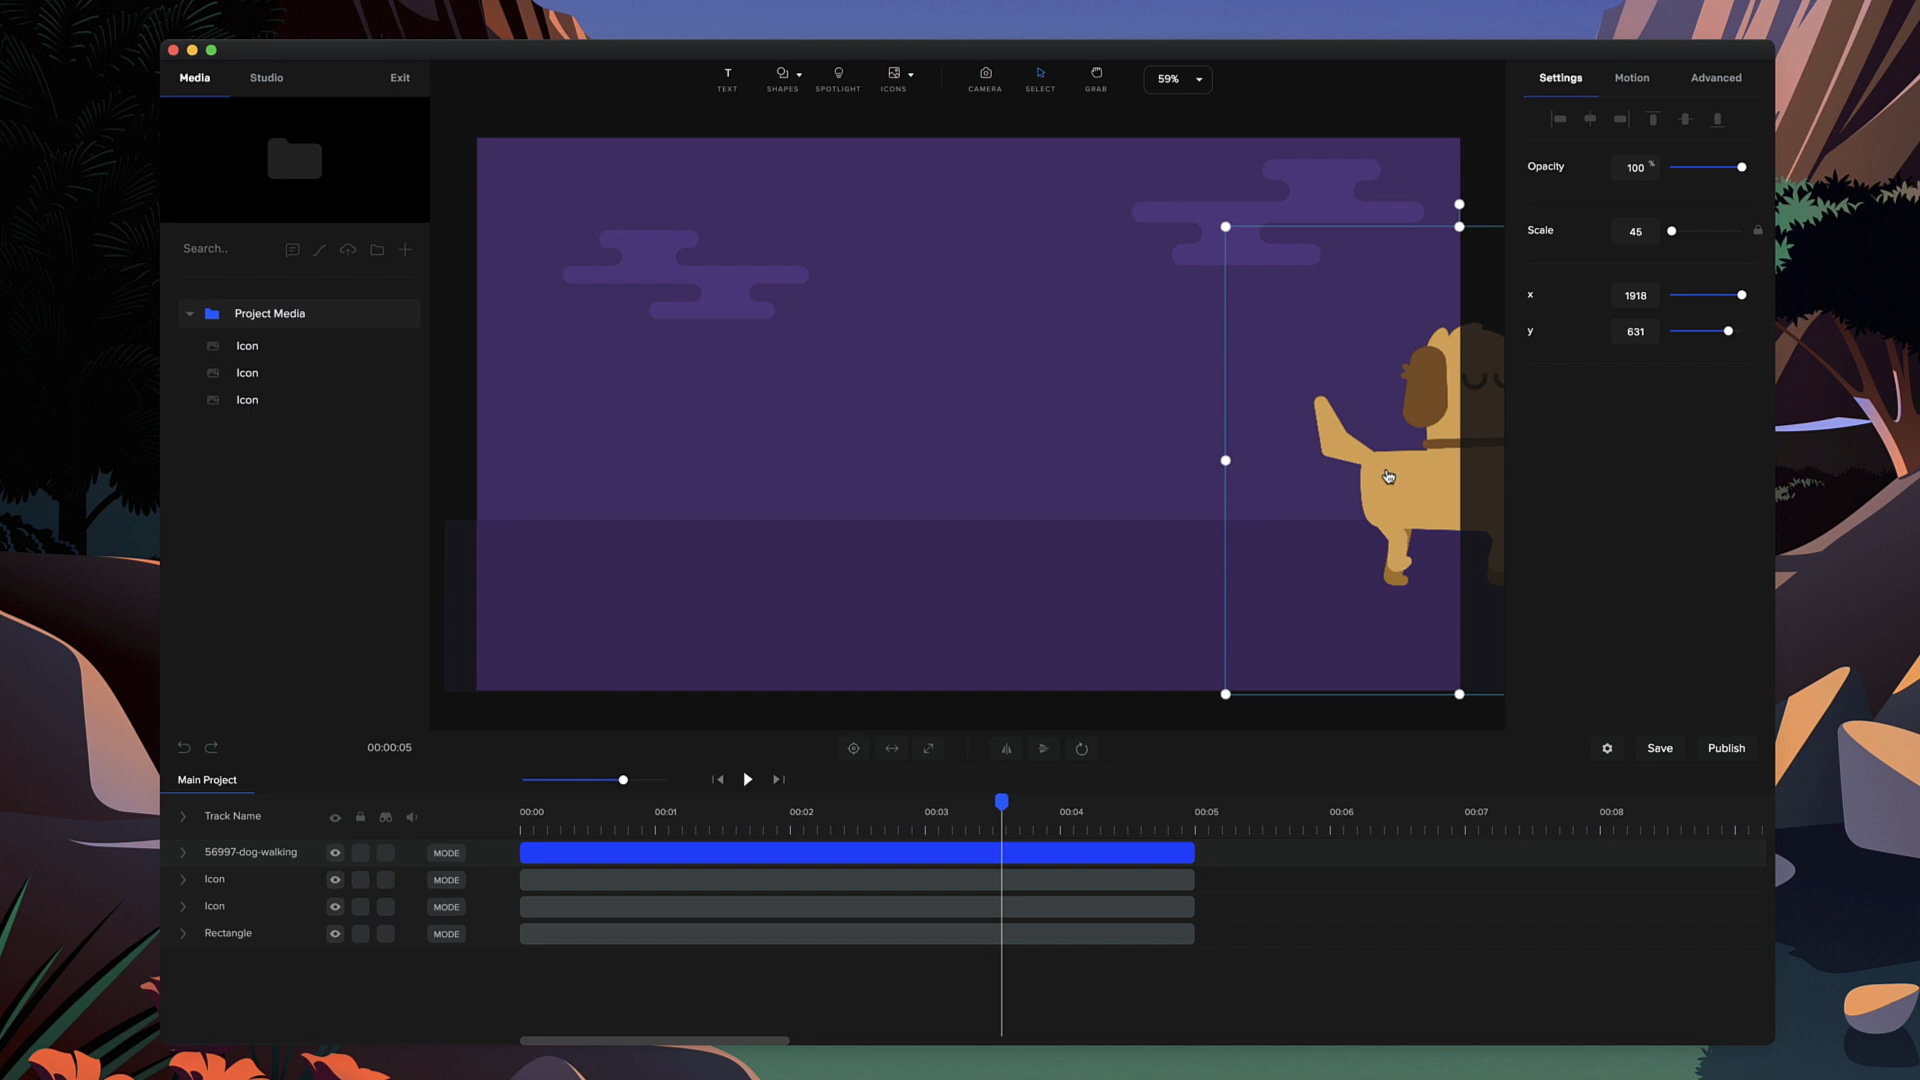 Media Studio Exit
TEXT SHAPES SPOTLIGHT ICONS CAMERA SELECT GRAB 59%
Settings Motion Advanced
Opacity 100 %
Search..
Scale 45
x 1918
y 631
Project Media
Icon
Icon
Icon
00:00:05
Save Publish
Main Project
Track Name 00:00 00:01 00:02 00:03 00:04 00:05 00:06 00:07 00:08
56997-dog-walking MODE
Icon MODE
Icon MODE
Rectangle MODE